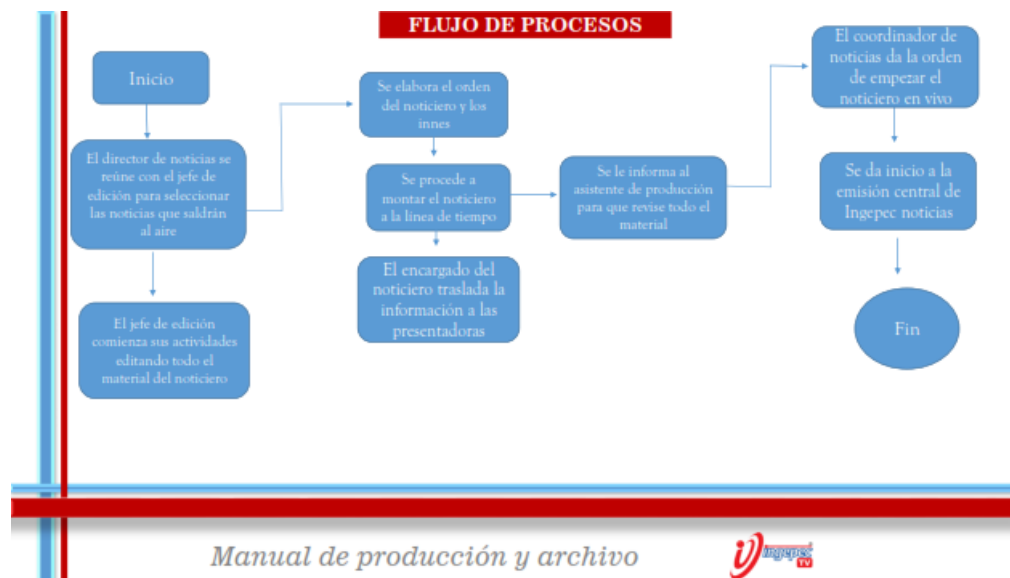 FLUJO DE PROCESOS
Inicio
El director de noticias se
reúne con el jefe de
edición para seleccionar
las noticias que saldrán
al aire
El jefe de edición
comienza sus actividades
editando todo el
material del noticiero
Se elabora el orden
del noticiero y los
innes
Se procede a
montar el noticiero
a la línea de tiempo
El encargado del
noticiero traslada la
información a las
presentadoras
Se le informa al
asistente de producción
para que revise todo el
material
El coordinador de
noticias da la orden
de empezar el
noticiero en vivo
Se da inicio a la
emisión central de
Ingepec noticias
Fin
Manual de producción y archivo
ingepec
TV